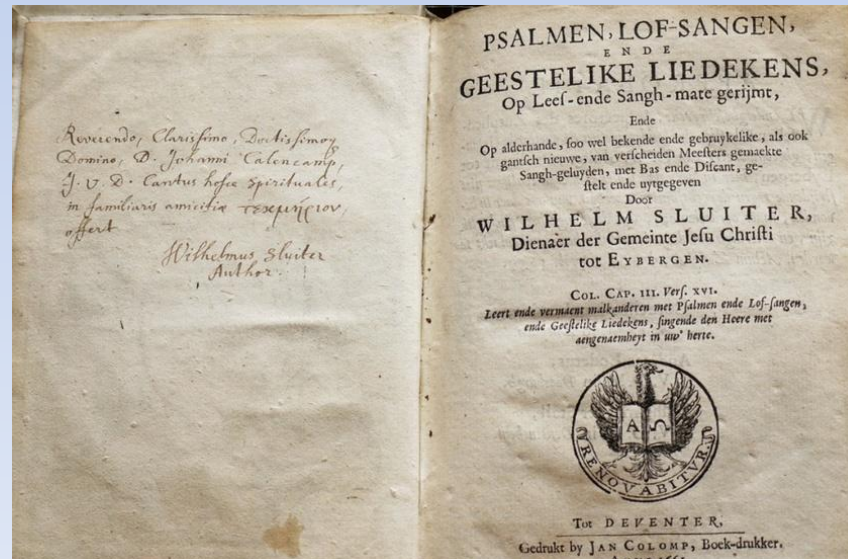 Reverendo, Clarissimo, Doctissimoq
Domino, D. Johanni Calencamp,
J. V. D. Cantus hosce Spirituales,
in familiaris amicitiæ τεκμήριον,
offert
Wilhelmus Sluiter
Author.
PSALMEN, LOF-SANGEN,
ENDE
GEESTELIKE LIEDEKENS,
Op Leeſ-ende Sangh-mate gerijmt,
Ende
Op alderhande, ſoo wel bekende ende gebruykelike, als ook
gantſch nieuwe, van verſcheiden Meeſters gemaekte
Sangh-geluyden, met Bas ende Diſcant, ge-
ſtelt ende uytgegeven
Door
WILHELM SLUITER,
Dienaer der Gemeinte Jeſu Chriſti
tot EYBERGEN.
COL. CAP. III. Verſ. XVI.
Leert ende vermaent malkanderen met Pſalmen ende Lof-ſangen,
ende Geeſtelike Liedekens, ſingende den Heere met
aengenaemheyt in uw' herte.
A Ω
RENOVABITVR.
Tot DEVENTER,
Gedrukt by JAN COLOMP, Boek-drukker.